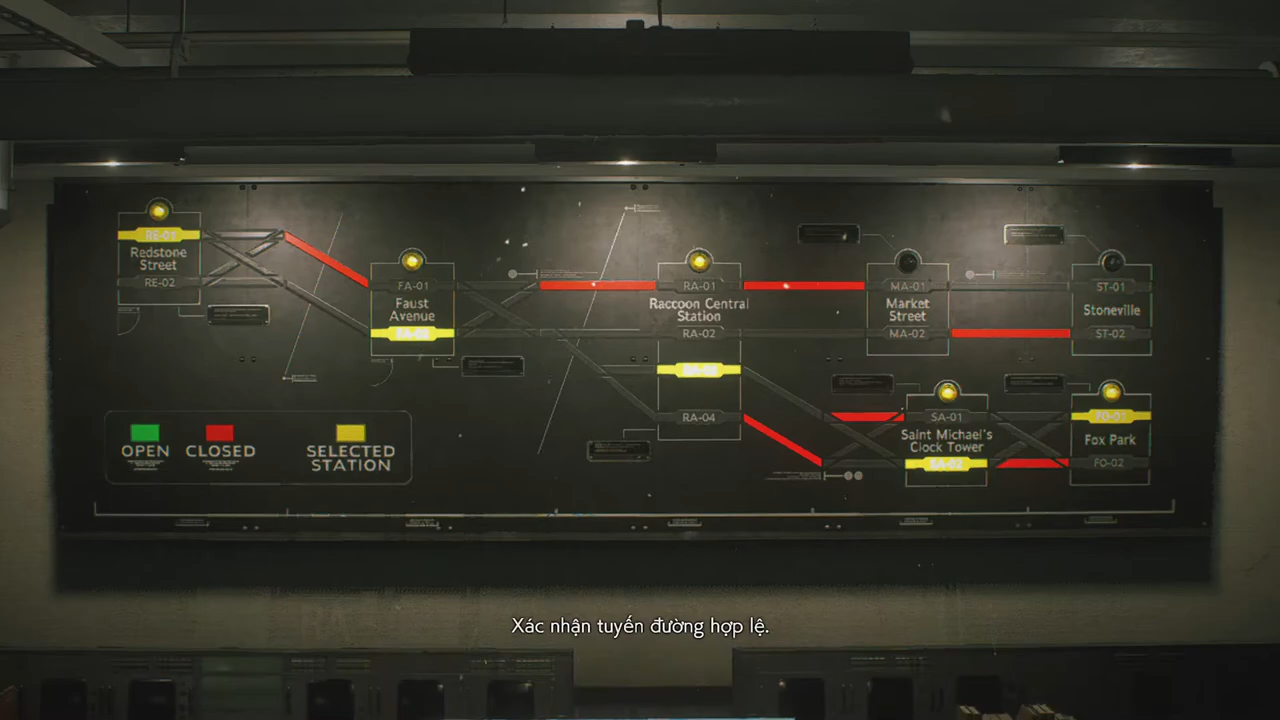 RE-01
Redstone
Street
RE-02
FA-01
Faust
Avenue
RA-01
Raccoon Central
Station
RA-02
RA-04
MA-01
Market
Street
MA-02
ST-01
Stoneville
ST-02
SA-01
Saint Michael's
Clock Tower
SA-02
FO-01
Fox Park
FO-02
OPEN
CLOSED
SELECTED
STATION
Xác nhận tuyến đường hợp lệ.